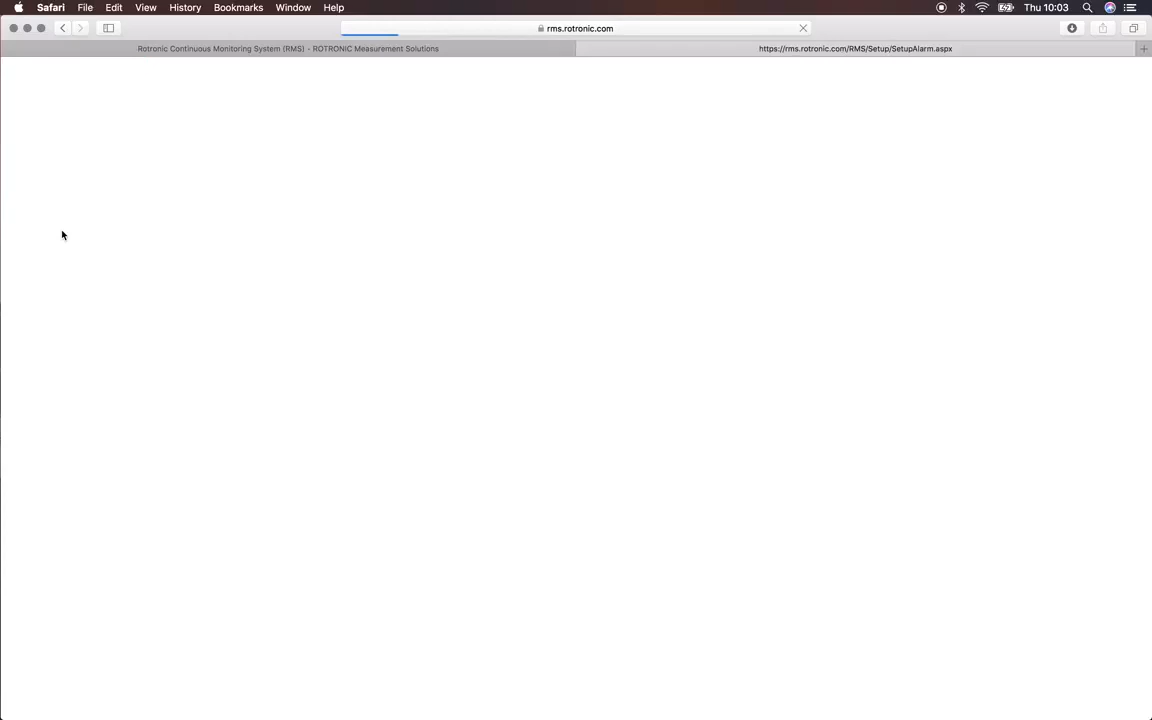 Safari File Edit View History Bookmarks Window Help Thu 10:03
rms.rotronic.com
Rotronic Continuous Monitoring System (RMS) - ROTRONIC Measurement Solutions https://rms.rotronic.com/RMS/Setup/SetupAlarm.aspx